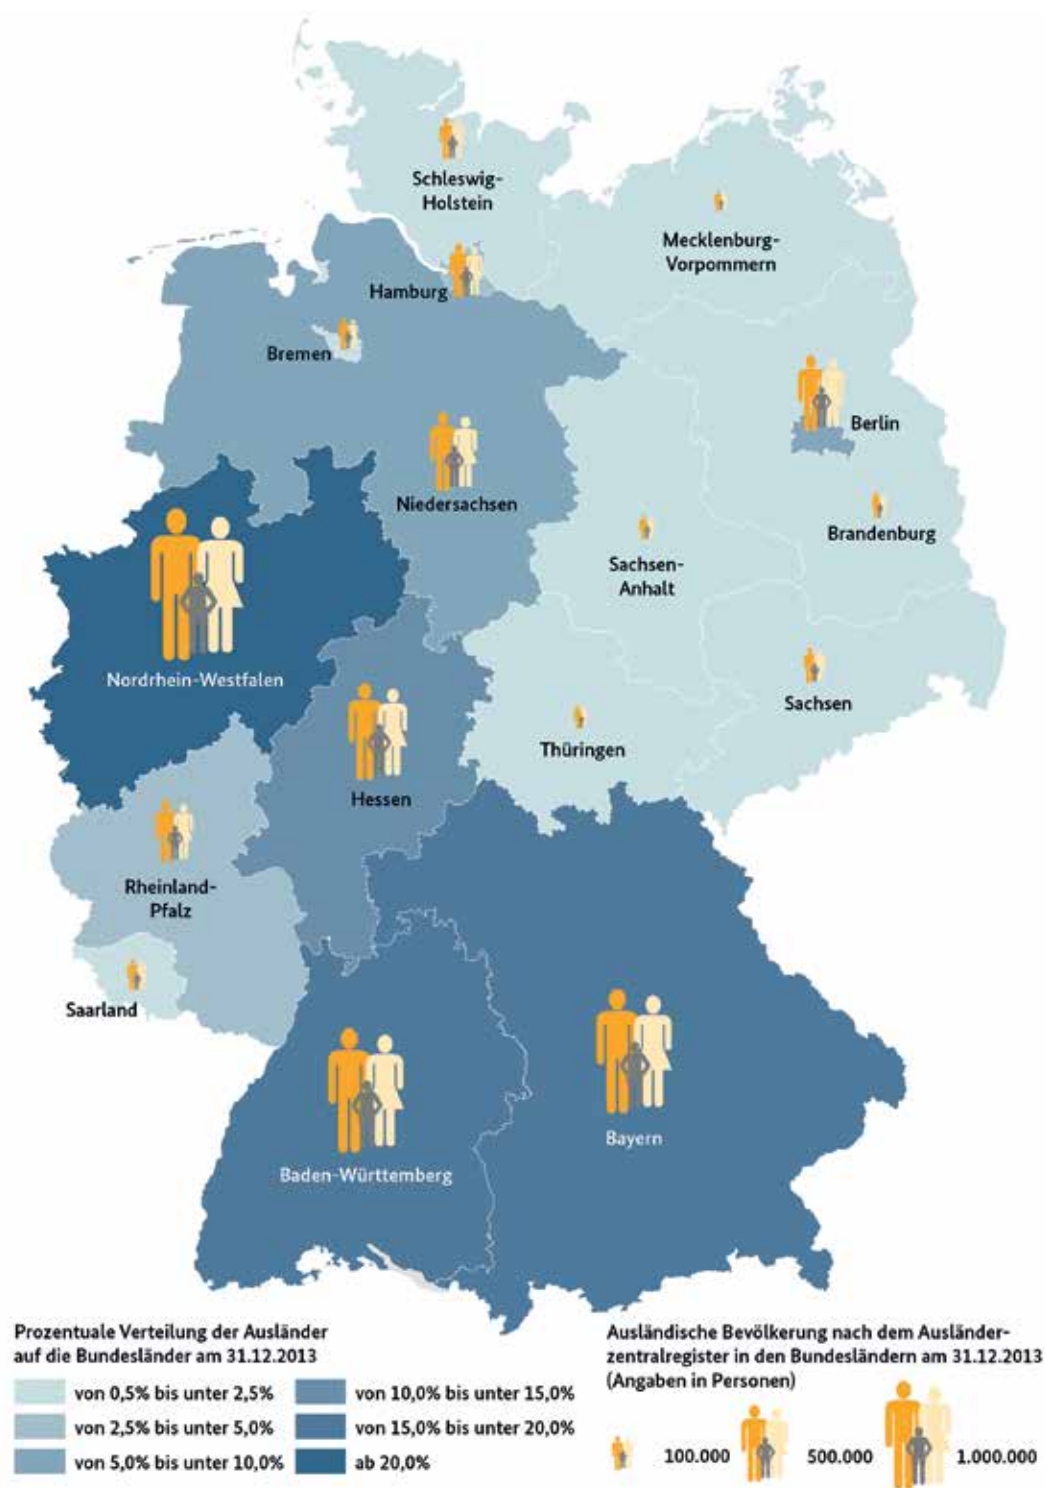 Schleswig-
Holstein
Mecklenburg-
Vorpommern
Hamburg
Bremen
Berlin
Niedersachsen
Brandenburg
Sachsen-
Anhalt
Nordrhein-Westfalen
Sachsen
Thüringen
Hessen
Rheinland-
Pfalz
Saarland
Bayern
Baden-Württemberg
Prozentuale Verteilung der Ausländer
auf die Bundesländer am 31.12.2013
von 0,5% bis unter 2,5%
von 2,5% bis unter 5,0%
von 5,0% bis unter 10,0%
von 10,0% bis unter 15,0%
von 15,0% bis unter 20,0%
ab 20,0%
Ausländische Bevölkerung nach dem Auslände-
zentralregister in den Bundesländern am 31.12.2013
(Angaben in Personen)
100.000
500.000
1.000.000